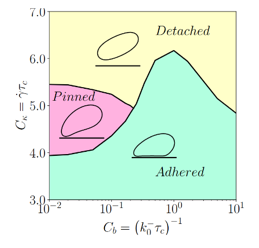 7.0
6.0
5.0
4.0
3.0
Detached
Pinned
Adhered
C_κ = γ̇τ_c
10^{-2}
10^{-1}
10^0
10^1
C_b = (k_0^- τ_c)^{-1}